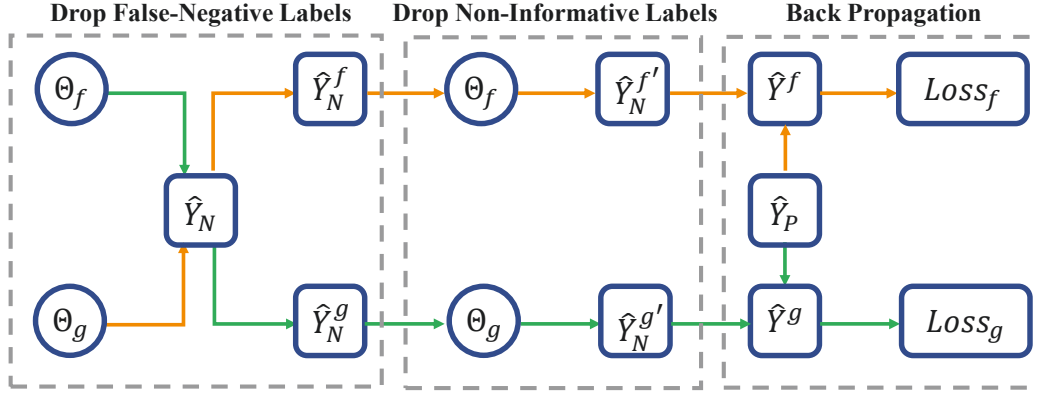 Drop False-Negative Labels
Drop Non-Informative Labels
Back Propagation
Θ_f
Ŷ_N^f
Θ_f
Ŷ_N^{f′}
Ŷ^f
Loss_f
Ŷ_N
Ŷ_P
Θ_g
Ŷ_N^g
Θ_g
Ŷ_N^{g′}
Ŷ^g
Loss_g